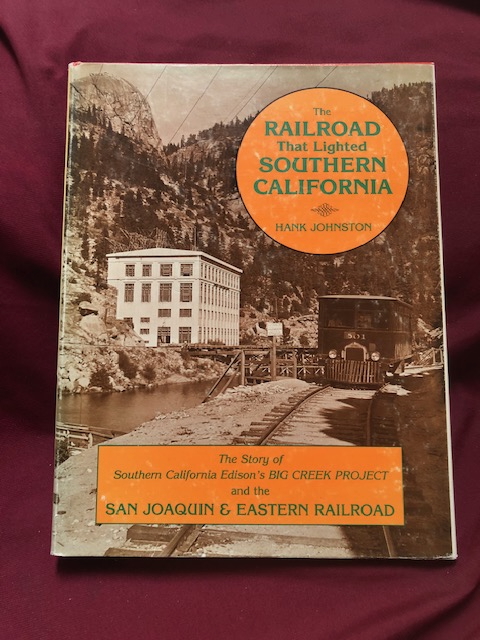 The
RAILROAD
That Lighted
SOUTHERN
CALIFORNIA
HANK JOHNSTON
501
The Story of
Southern California Edison's BIG CREEK PROJECT
and the
SAN JOAQUIN & EASTERN RAILROAD